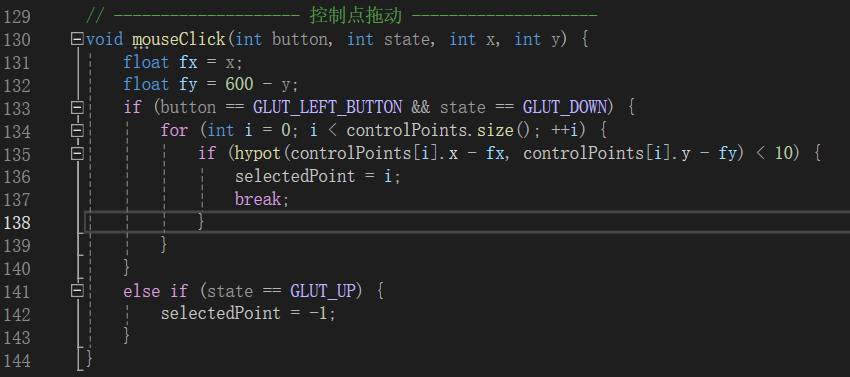 129 // -------------------- 控制点拖动 --------------------
130 void mouseClick(int button, int state, int x, int y) {
131     float fx = x;
132     float fy = 600 - y;
133     if (button == GLUT_LEFT_BUTTON && state == GLUT_DOWN) {
134         for (int i = 0; i < controlPoints.size(); ++i) {
135             if (hypot(controlPoints[i].x - fx, controlPoints[i].y - fy) < 10) {
136                 selectedPoint = i;
137                 break;
138             }
139         }
140     }
141     else if (state == GLUT_UP) {
142         selectedPoint = -1;
143     }
144 }